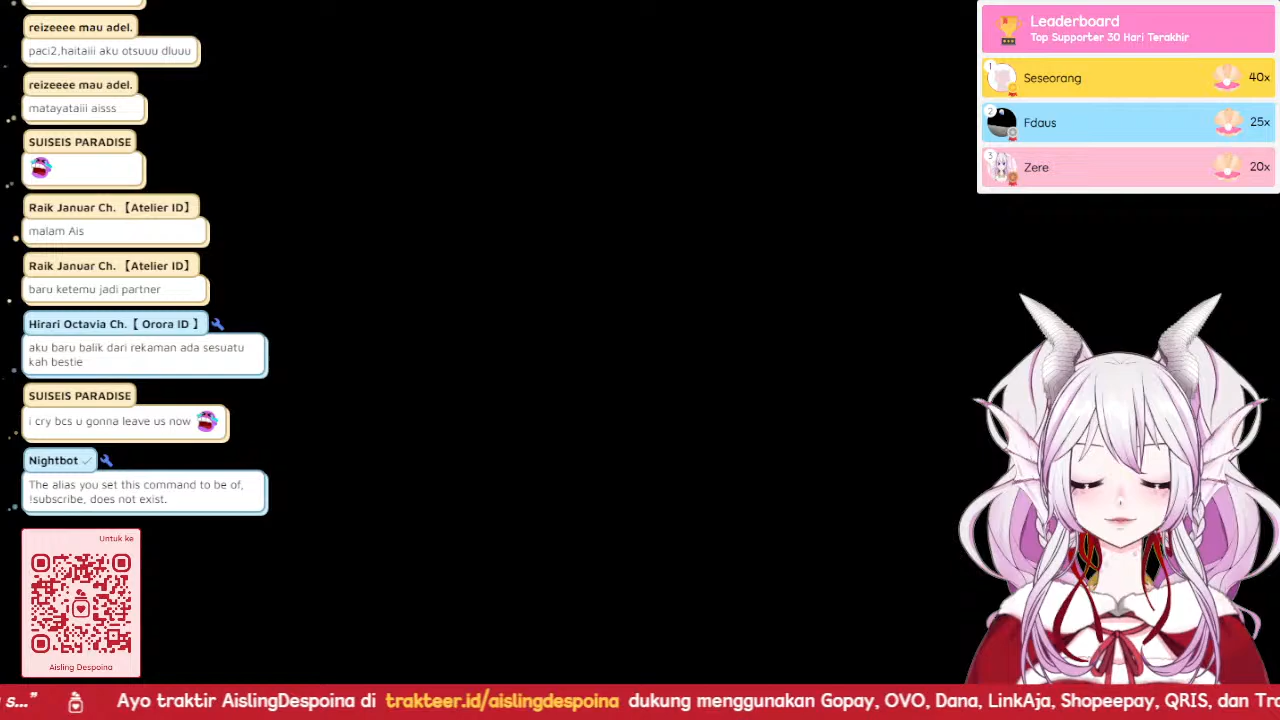 reizeeee mau adel.
paci2,haitaiii aku otsuuu dluuu
reizeeee mau adel.
matayataiii aisss
SUISEIS PARADISE
Raik Januar Ch. 【Atelier ID】
malam Ais
Raik Januar Ch. 【Atelier ID】
baru ketemu jadi partner
Hirari Octavia Ch.【 Orora ID 】
aku baru balik dari rekaman ada sesuatu
kah bestie
SUISEIS PARADISE
i cry bcs u gonna leave us now
Nightbot
The alias you set this command to be of,
!subscribe, does not exist.
Untuk ke
Aisling Despoina
Leaderboard
Top Supporter 30 Hari Terakhir
1 Seseorang 40x
2 Fdaus 25x
3 Zere 20x
s..." Ayo traktir AislingDespoina di trakteer.id/aislingdespoina dukung menggunakan Gopay, OVO, Dana, LinkAja, Shopeepay, QRIS, dan Tr